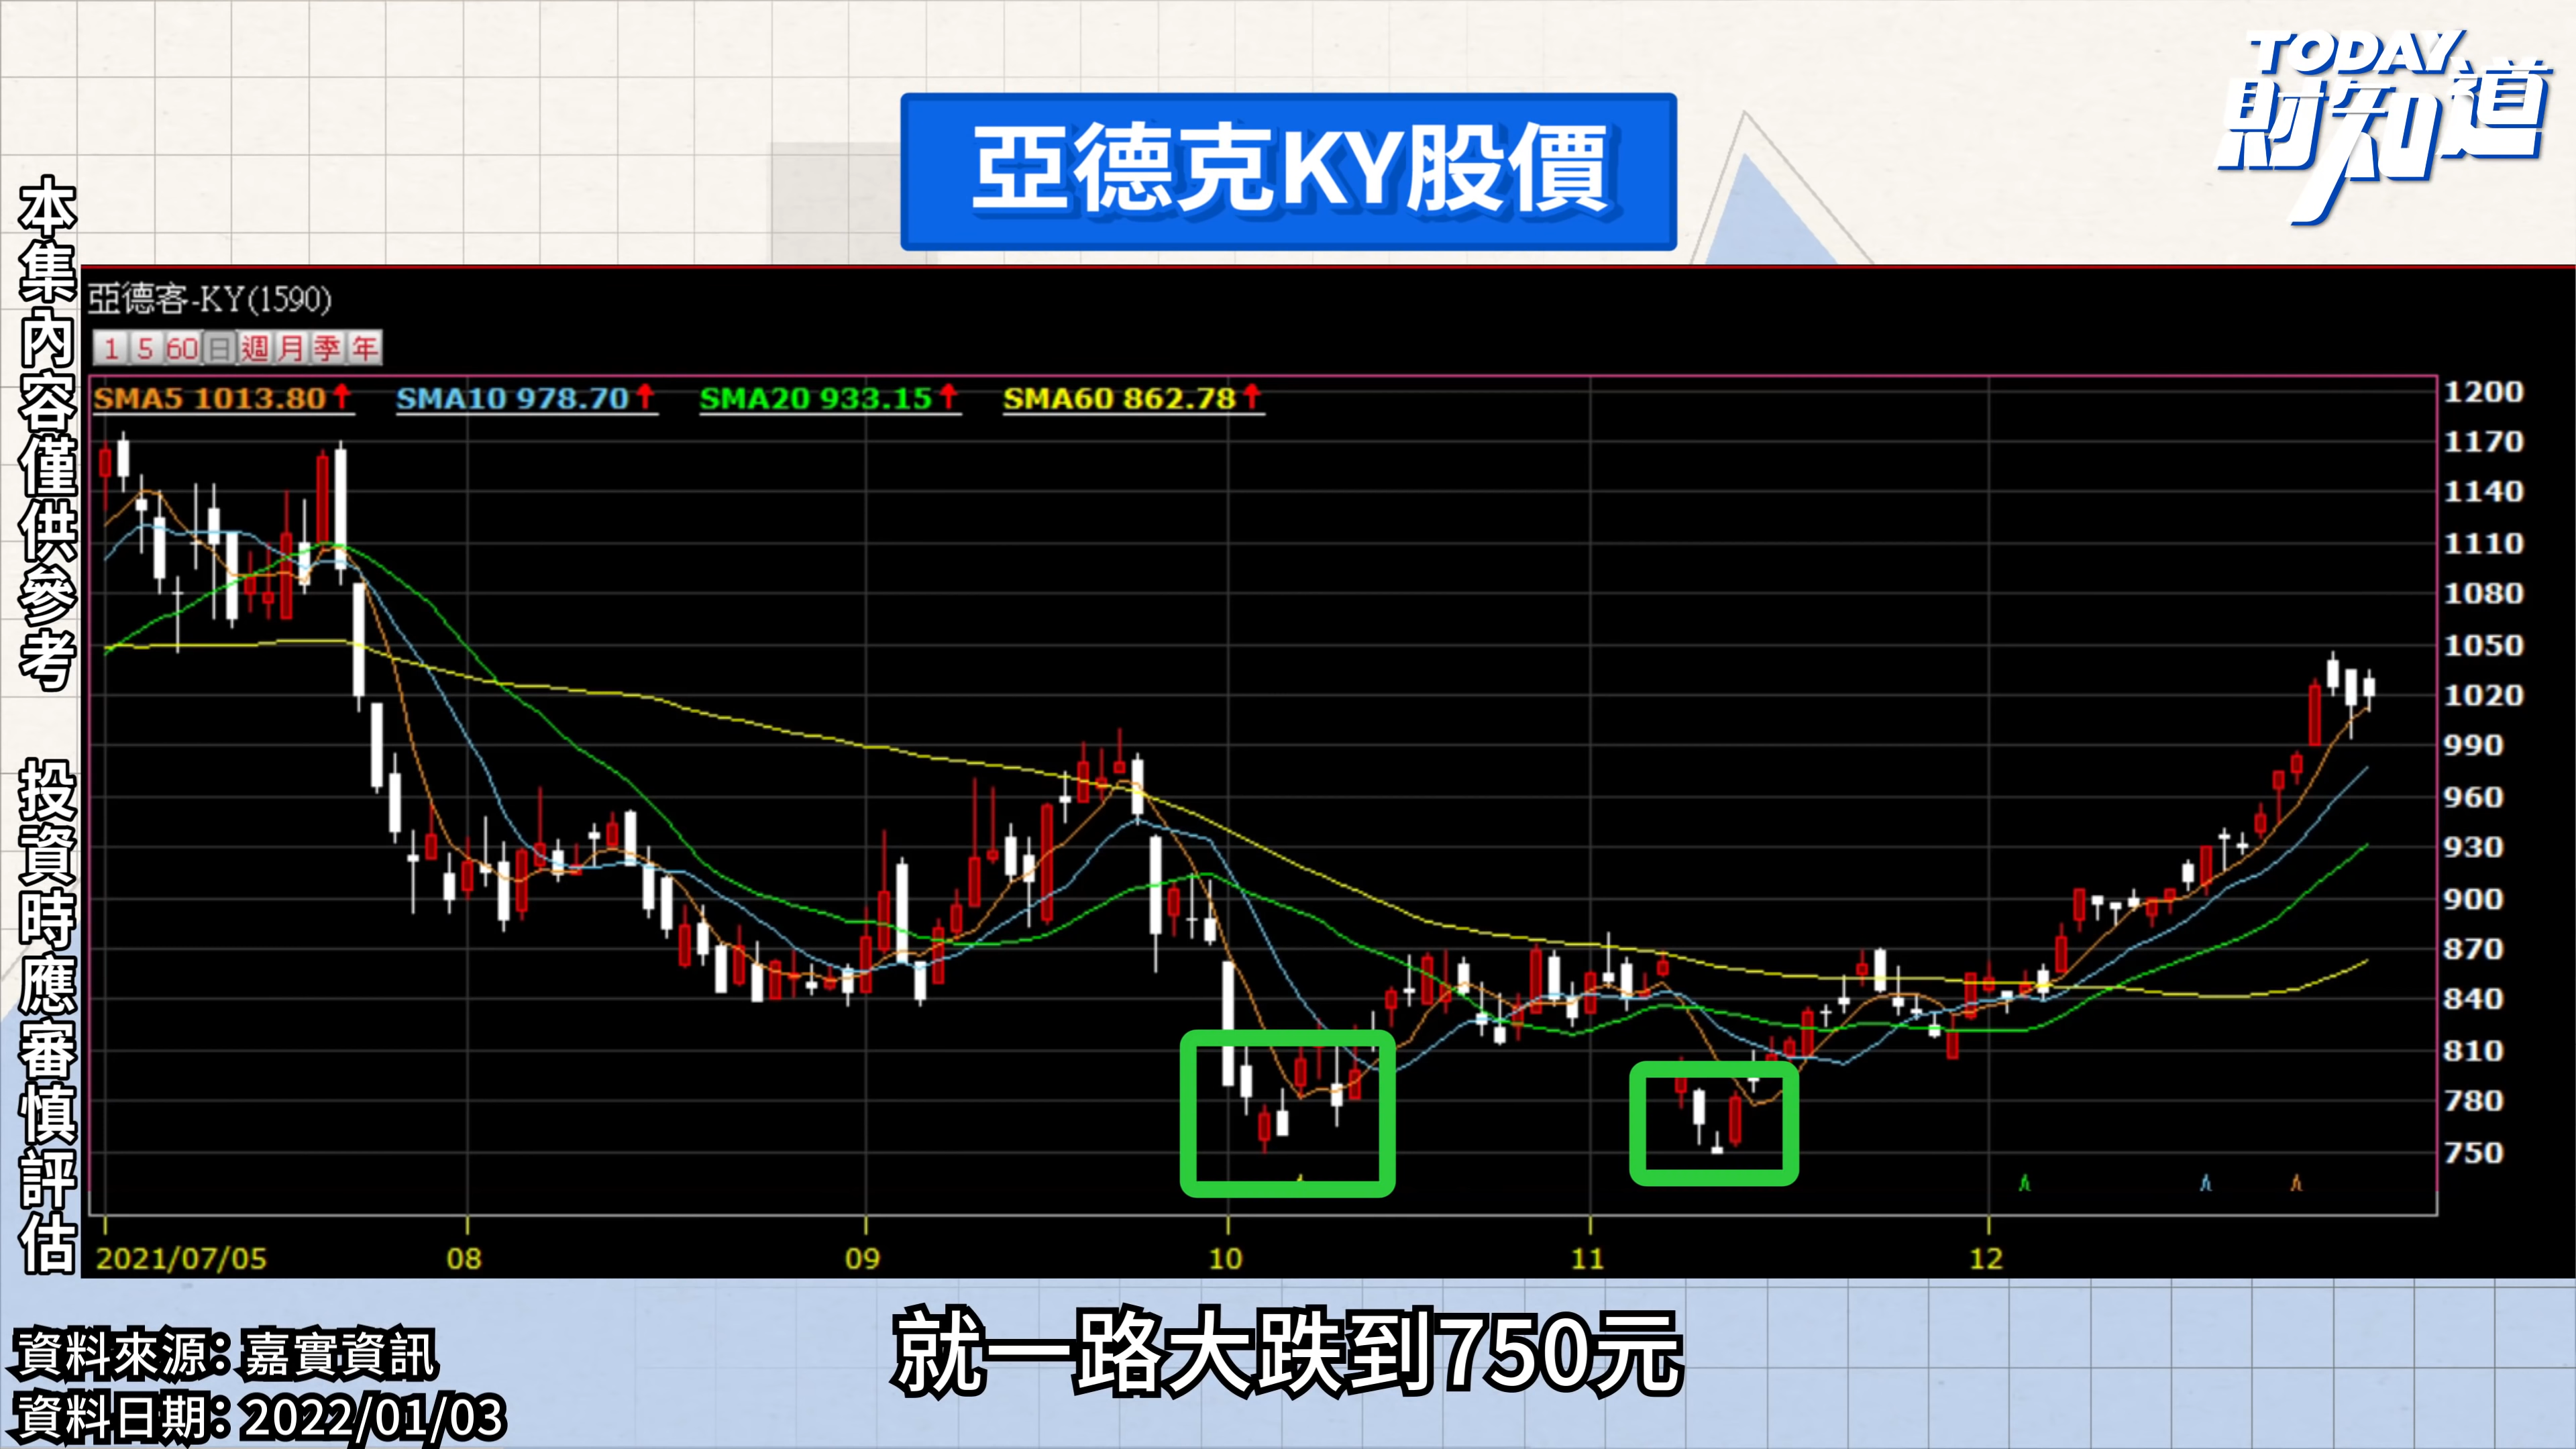 TODAY
財知道
亞德克KY股價
本集內容僅供參考 投資時應審慎評估
亞德客-KY(1590)
1 5 60 日 週 月 季 年
SMA5 1013.80 SMA10 978.70 SMA20 933.15 SMA60 862.78
1200
1170
1140
1110
1080
1050
1020
990
960
930
900
870
840
810
780
750
2021/07/05 08 09 10 11 12
就一路大跌到750元
資料來源：嘉實資訊
資料日期：2022/01/03